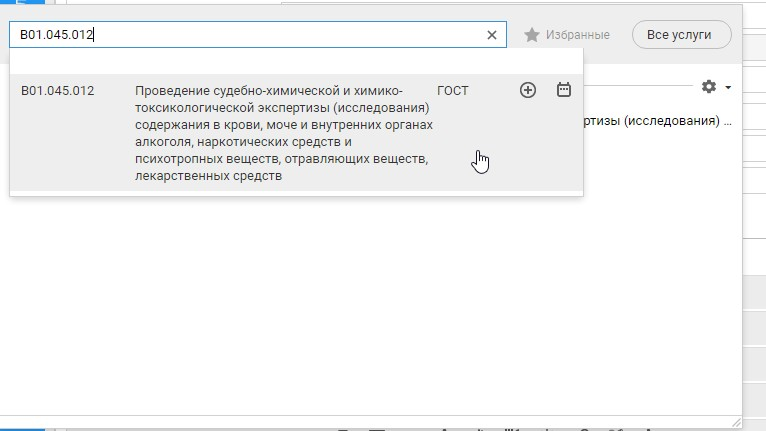 B01.045.012
Избранные
Все услуги
B01.045.012
Проведение судебно-химической и химико-
токсикологической экспертизы (исследования)
содержания в крови, моче и внутренних органах
алкоголя, наркотических средств и
психотропных веществ, отравляющих веществ,
лекарственных средств
ГОСТ
ртизы (исследования) ...